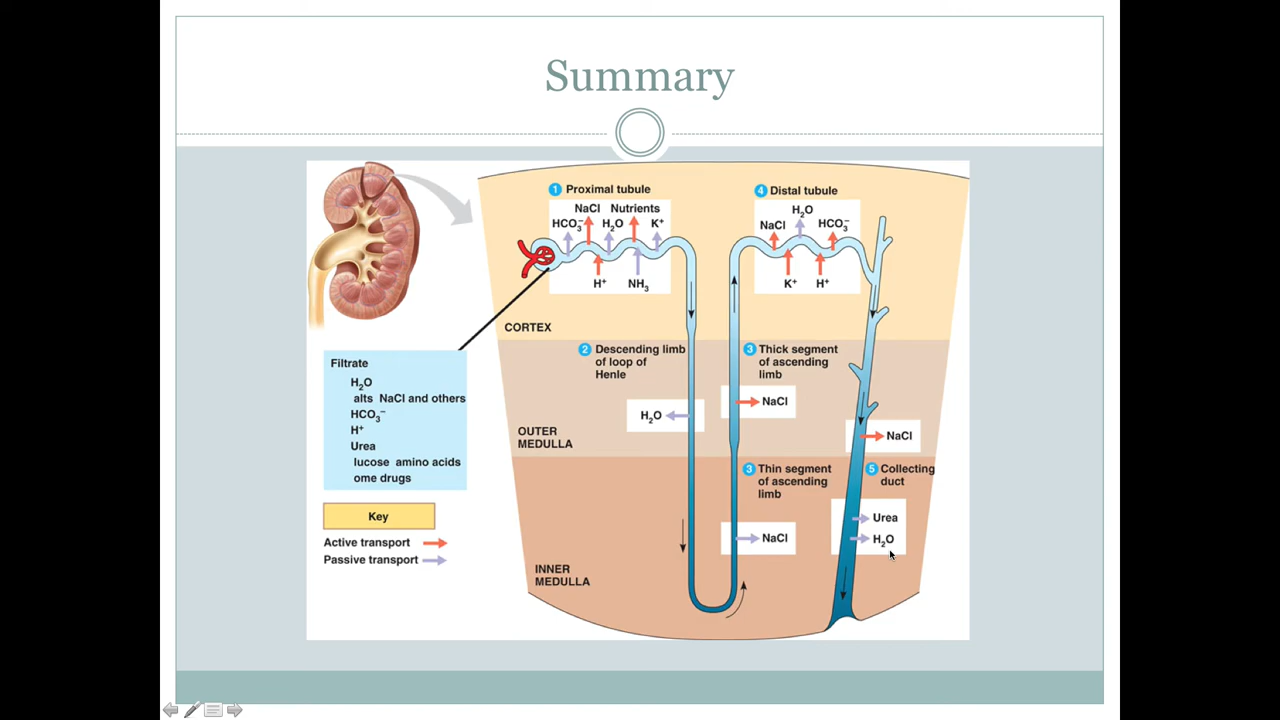 Summary
1 Proximal tubule
NaCl Nutrients
HCO₃⁻ H₂O K⁺
H⁺ NH₃
4 Distal tubule
H₂O
NaCl HCO₃⁻
K⁺ H⁺
CORTEX
2 Descending limb
of loop of
Henle
H₂O
3 Thick segment
of ascending
limb
NaCl
OUTER
MEDULLA
NaCl
3 Thin segment
of ascending
limb
NaCl
5 Collecting
duct
Urea
H₂O
INNER
MEDULLA
Filtrate
H₂O
alts NaCl and others
HCO₃⁻
H⁺
Urea
lucose amino acids
ome drugs
Key
Active transport
Passive transport